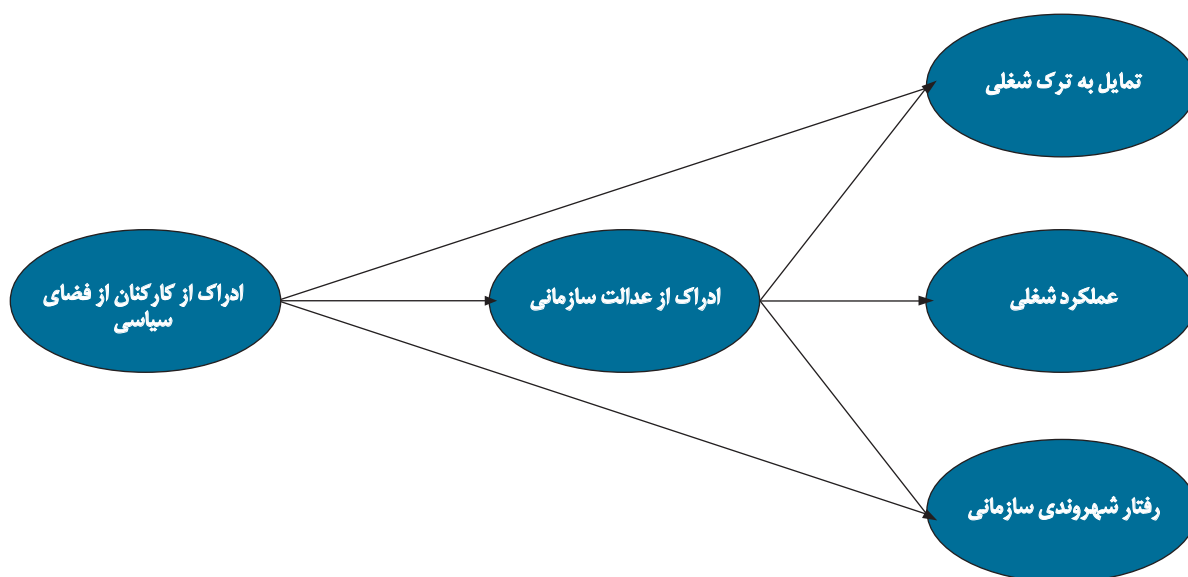 تمایل به ترک شغلی
ادراک از کارکنان از فضای
سیاسی
ادراک از عدالت سازمانی
عملکرد شغلی
رفتار شهروندی سازمانی